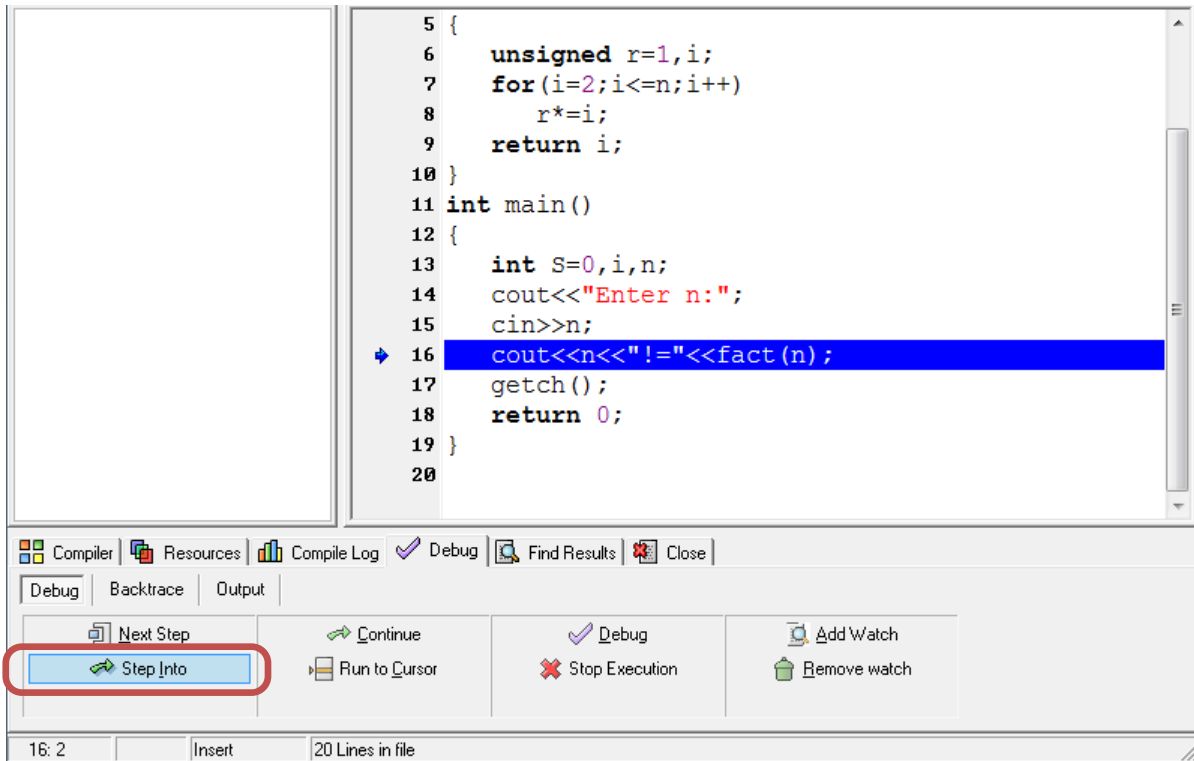 5 {
6 unsigned r=1,i;
7 for(i=2;i<=n;i++)
8 r*=i;
9 return i;
10 }
11 int main()
12 {
13 int S=0,i,n;
14 cout<<"Enter n:";
15 cin>>n;
16 cout<<n<<"!="<<fact(n);
17 getch();
18 return 0;
19 }
20
Compiler Resources Compile Log Debug Find Results Close
Debug Backtrace Output
Next Step Continue Debug Add Watch
Step Into Run to Cursor Stop Execution Remove watch
16: 2 Insert 20 Lines in file